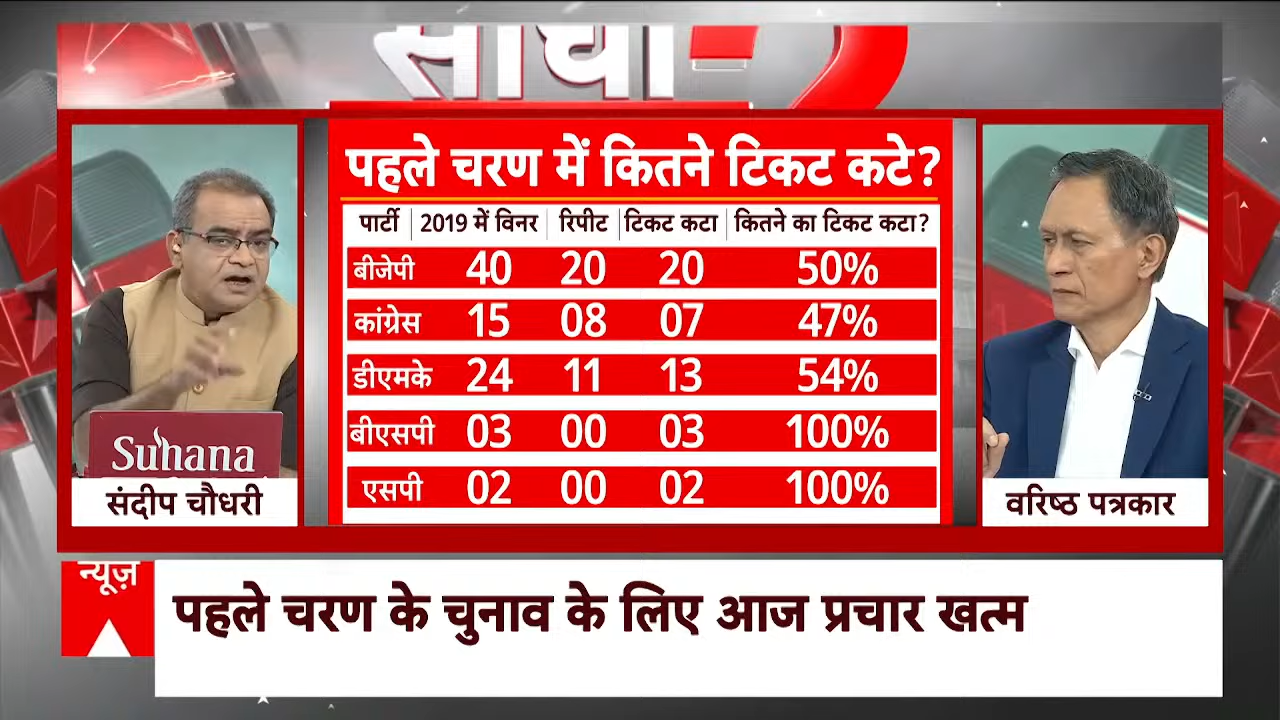 सीधा
पहले चरण में कितने टिकट कटे?
पार्टी 2019 में विनर रिपीट टिकट कटा कितने का टिकट कटा?
बीजेपी 40 20 20 50%
कांग्रेस 15 08 07 47%
डीएमके 24 11 13 54%
बीएसपी 03 00 03 100%
एसपी 02 00 02 100%
Suhana
संदीप चौधरी
वरिष्ठ पत्रकार
न्यूज़
पहले चरण के चुनाव के लिए आज प्रचार खत्म